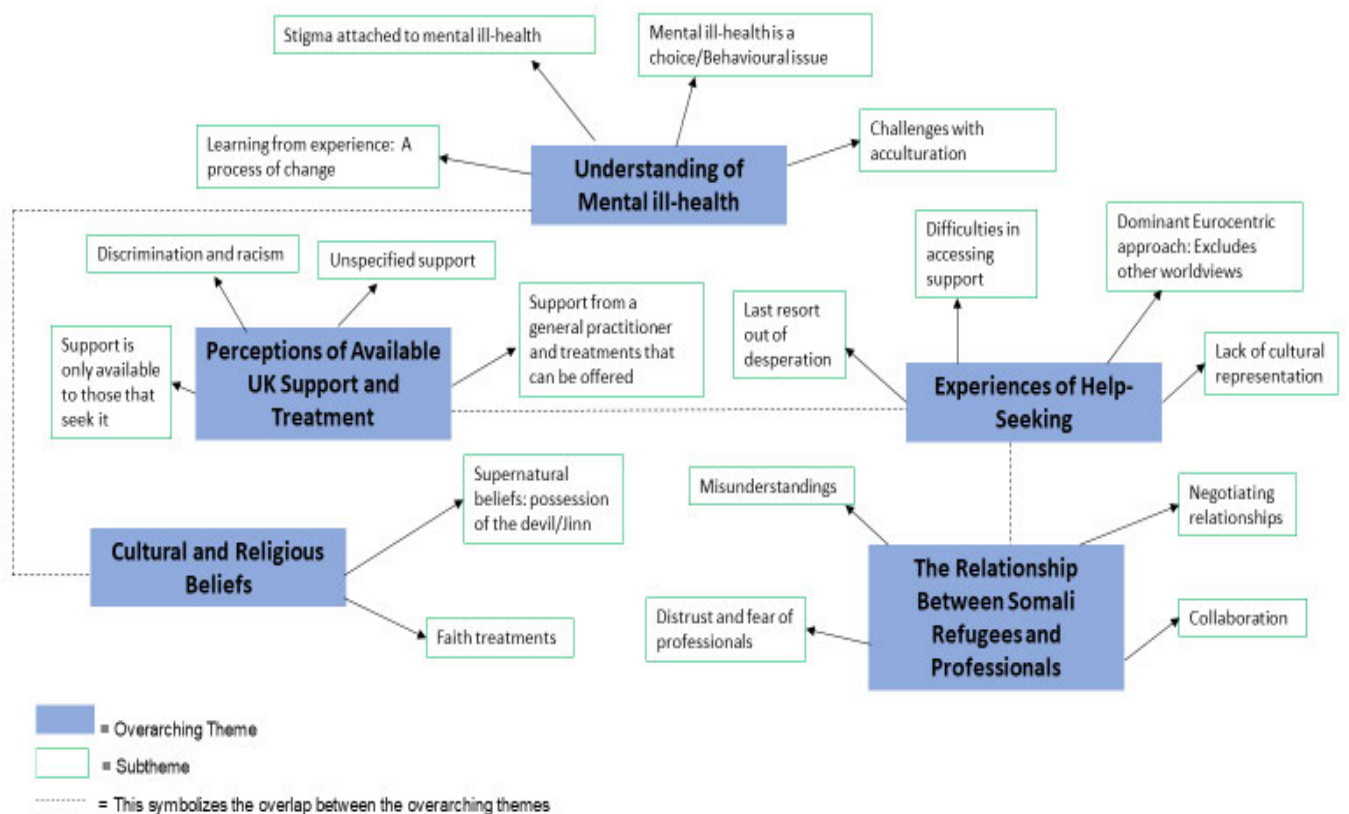 Stigma attached to mental ill-health
Mental ill-health is a
choice/Behavioural issue
Learning from experience: A
process of change
Challenges with
acculturation
Understanding of
Mental ill-health
Discrimination and racism
Unspecified support
Support is
only available
to those that
seek it
Support from a
general practitioner
and treatments that
can be offered
Perceptions of Available
UK Support and
Treatment
Difficulties in
accessing
support
Dominant Eurocentric
approach: Excludes
other worldviews
Last resort
out of
desperation
Lack of cultural
representation
Experiences of Help-
Seeking
Supernatural
beliefs: possession
of the devil/Jinn
Cultural and Religious
Beliefs
Faith treatments
Misunderstandings
Negotiating
relationships
Distrust and fear of
professionals
Collaboration
The Relationship
Between Somali
Refugees and
Professionals
= Overarching Theme
= Subtheme
= This symbolizes the overlap between the overarching themes